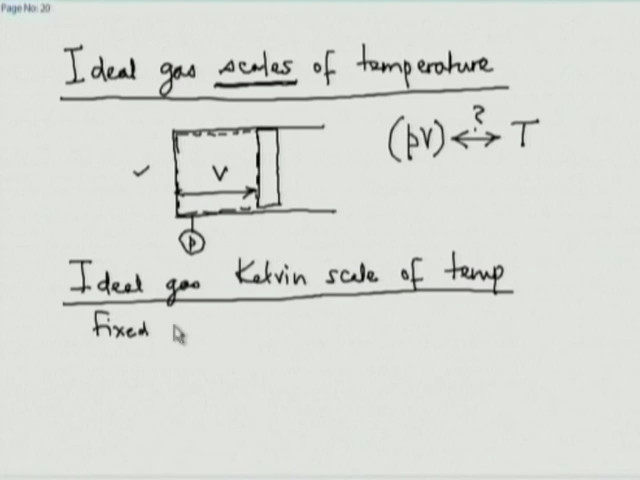 Page No: 20
Ideal gas scales of temperature
(pV) ⟷ T
?
V
p
Ideal gas Kelvin scale of temp
Fixed